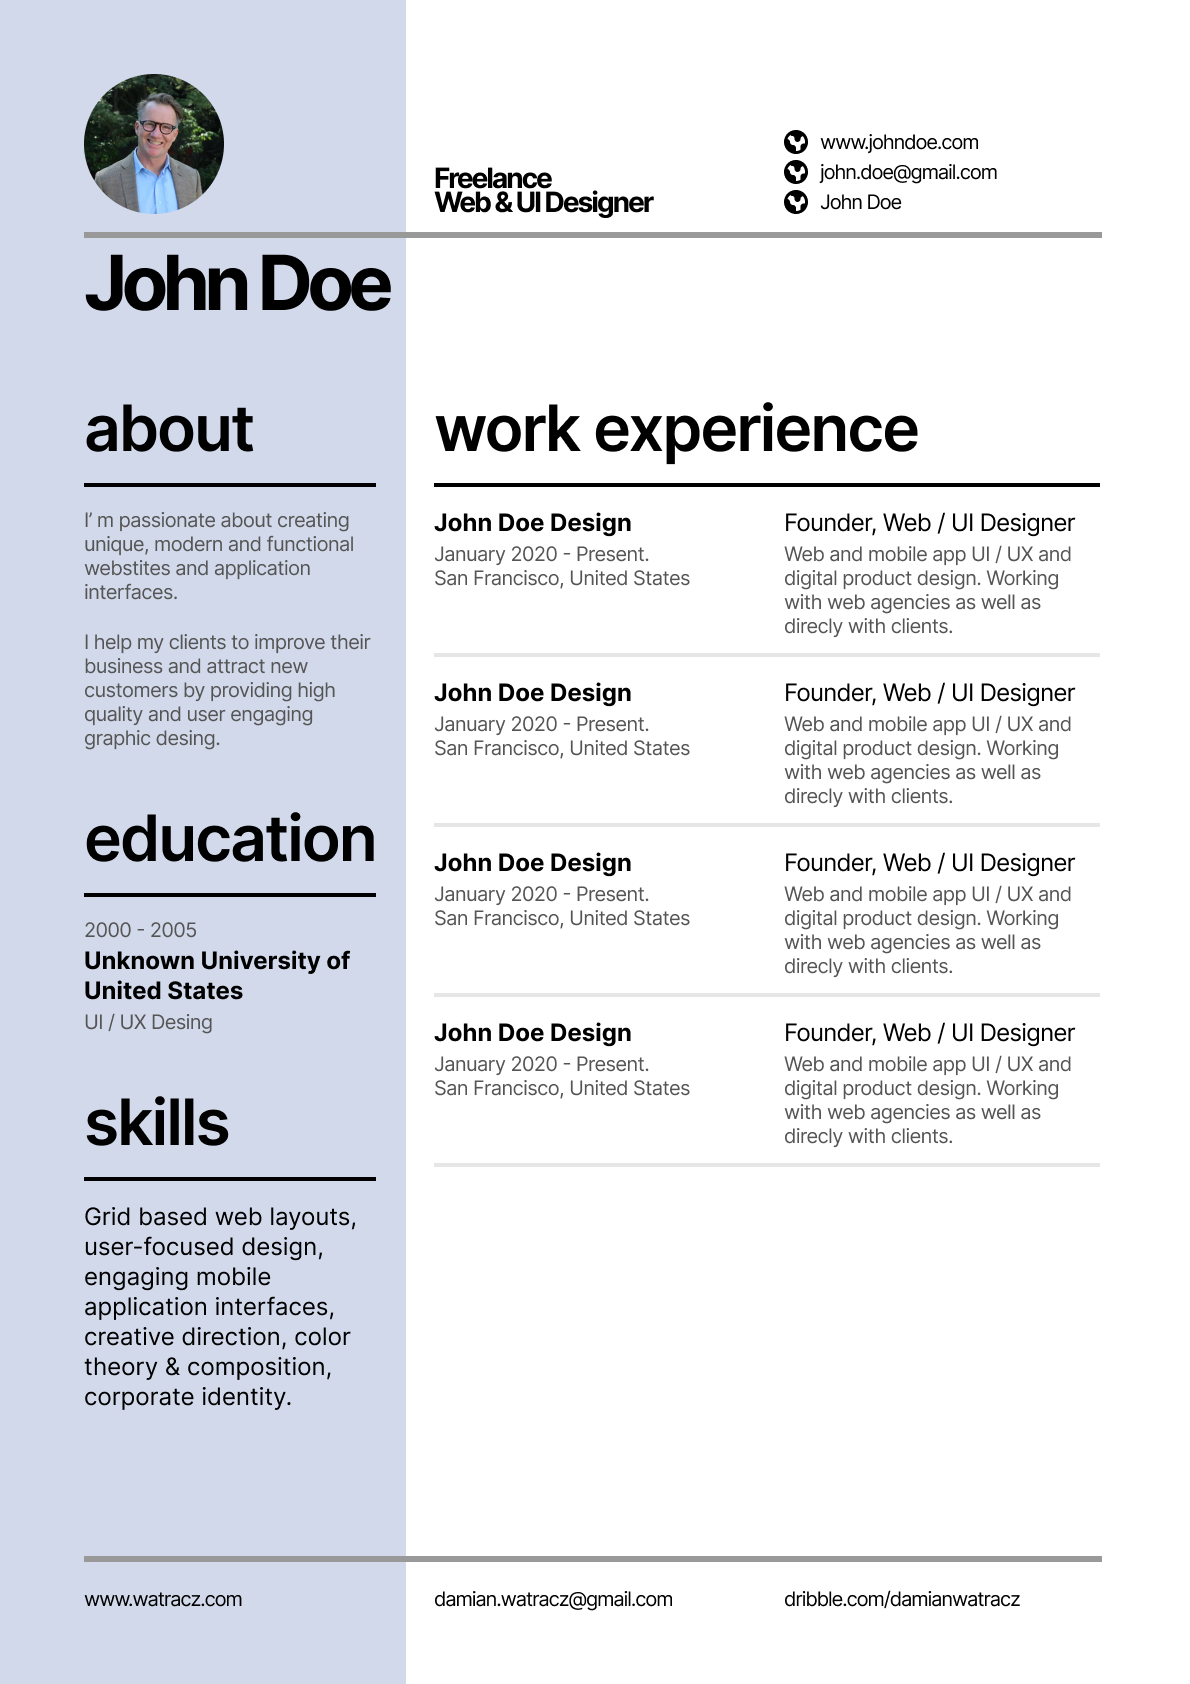 Freelance
Web & UI Designer
www.johndoe.com
john.doe@gmail.com
John Doe
John Doe
about
I' m passionate about creating
unique, modern and functional
webstites and application
interfaces.
I help my clients to improve their
business and attract new
customers by providing high
quality and user engaging
graphic desing.
education
2000 - 2005
Unknown University of
United States
UI / UX Desing
skills
Grid based web layouts,
user-focused design,
engaging mobile
application interfaces,
creative direction, color
theory & composition,
corporate identity.
work experience
John Doe Design
January 2020 - Present.
San Francisco, United States
Founder, Web / UI Designer
Web and mobile app UI / UX and
digital product design. Working
with web agencies as well as
direcly with clients.
John Doe Design
January 2020 - Present.
San Francisco, United States
Founder, Web / UI Designer
Web and mobile app UI / UX and
digital product design. Working
with web agencies as well as
direcly with clients.
John Doe Design
January 2020 - Present.
San Francisco, United States
Founder, Web / UI Designer
Web and mobile app UI / UX and
digital product design. Working
with web agencies as well as
direcly with clients.
John Doe Design
January 2020 - Present.
San Francisco, United States
Founder, Web / UI Designer
Web and mobile app UI / UX and
digital product design. Working
with web agencies as well as
direcly with clients.
www.watracz.com
damian.watracz@gmail.com
dribble.com/damianwatracz